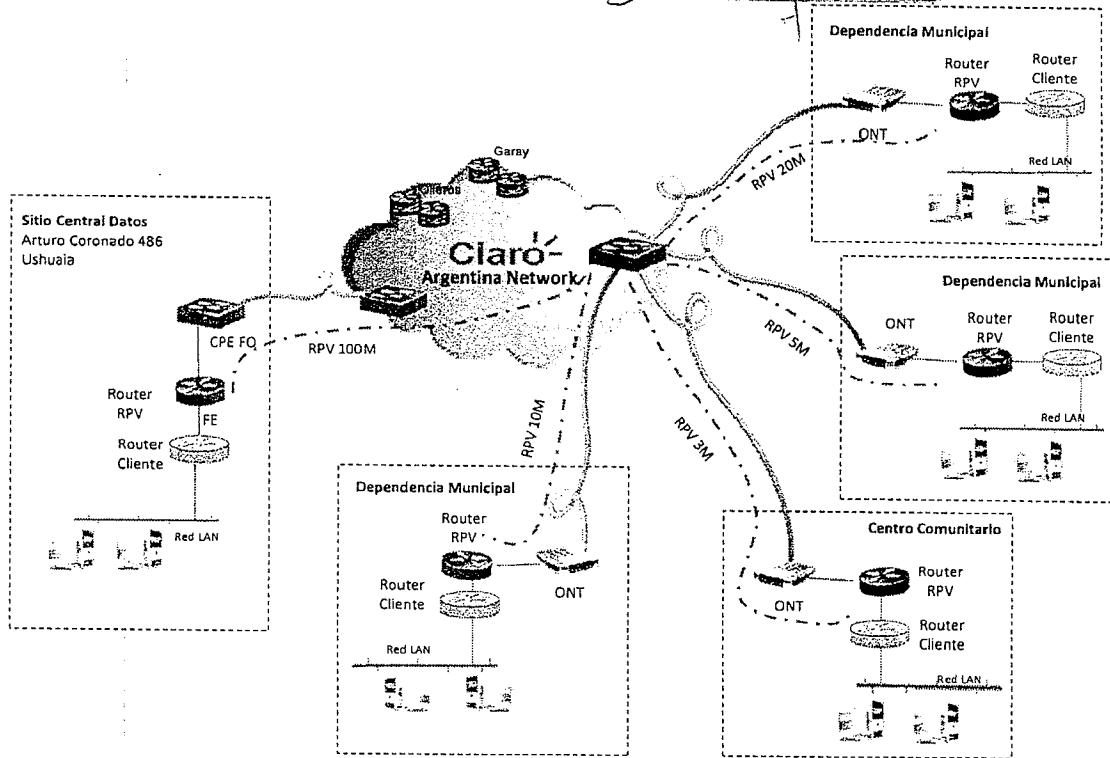 Dependencia Municipal
Router
RPV
Router
Cliente
ONT
Red LAN
RPV 20M
Garay
Claro
Argentina Network
Sitio Central Datos
Arturo Coronado 486
Ushuaia
CPE FO
RPV 100M
Router
RPV
FE
Router
Cliente
Red LAN
Dependencia Municipal
ONT
Router
RPV
Router
Cliente
Red LAN
RPV 5M
RPV 10M
RPV 3M
Dependencia Municipal
Router
RPV
Router
Cliente
ONT
Red LAN
Centro Comunitario
ONT
Router
RPV
Router
Cliente
Red LAN